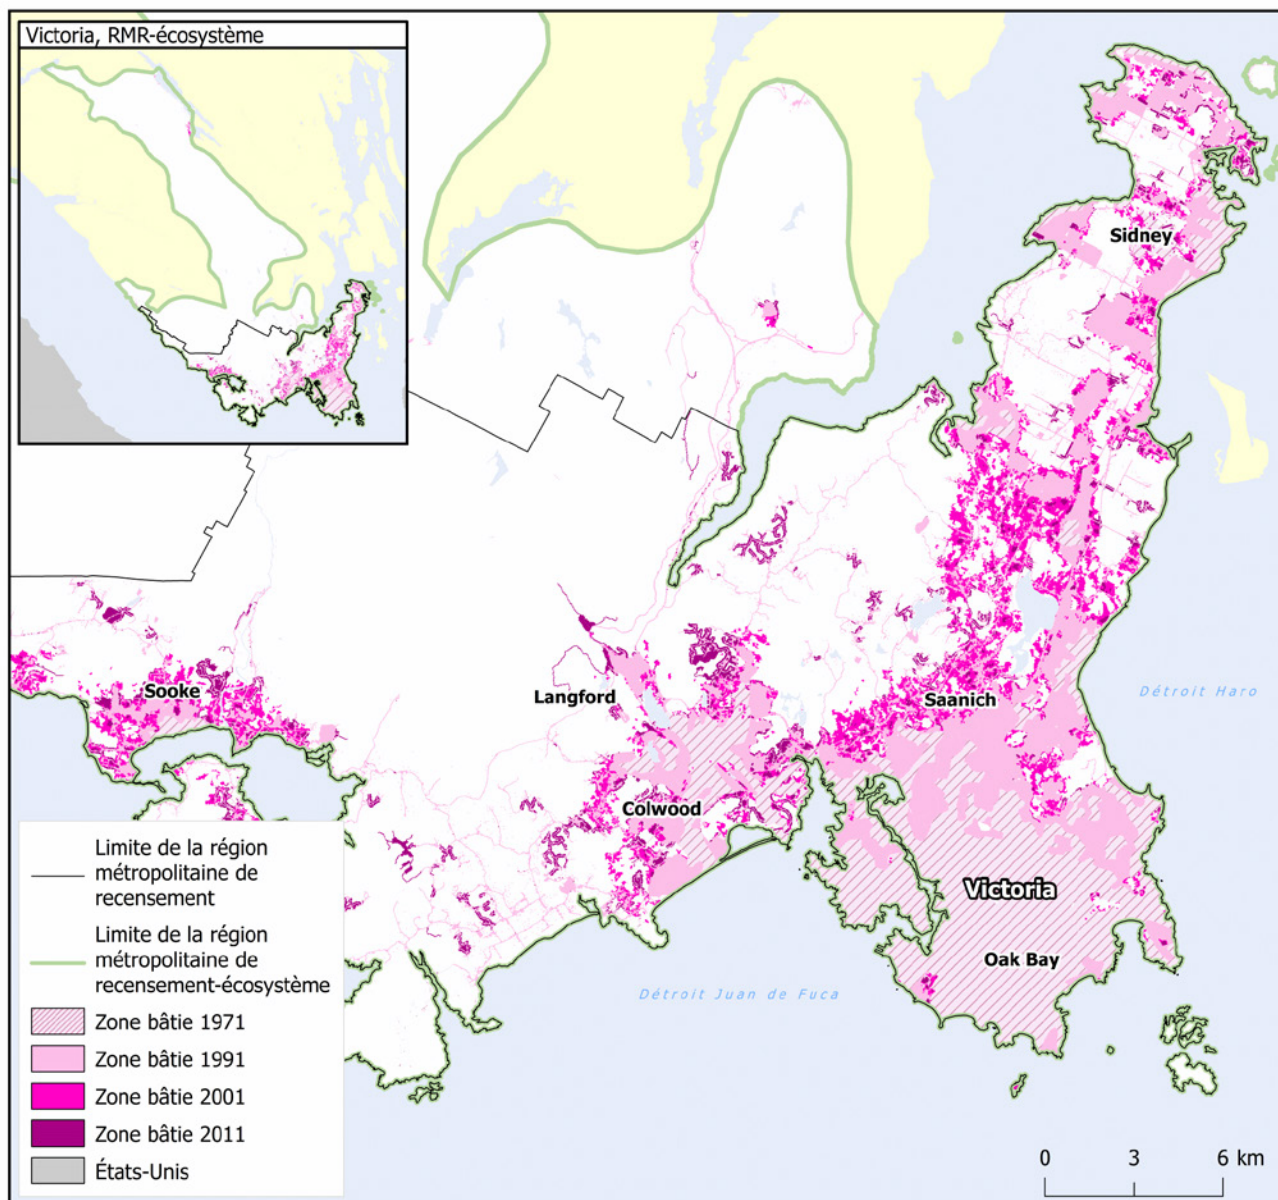 Victoria, RMR-écosystème
Sidney
Détroit Haro
Sooke
Langford
Saanich
Colwood
Victoria
Oak Bay
Détroit Juan de Fuca
Limite de la région
métropolitaine de
recensement
Limite de la région
métropolitaine de
recensement-écosystème
Zone bâtie 1971
Zone bâtie 1991
Zone bâtie 2001
Zone bâtie 2011
États-Unis
0 3 6 km